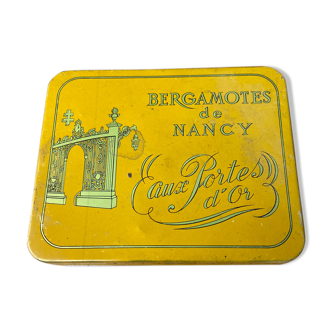 BERGAMOTES
de
NANCY
aux Portes
d'Or